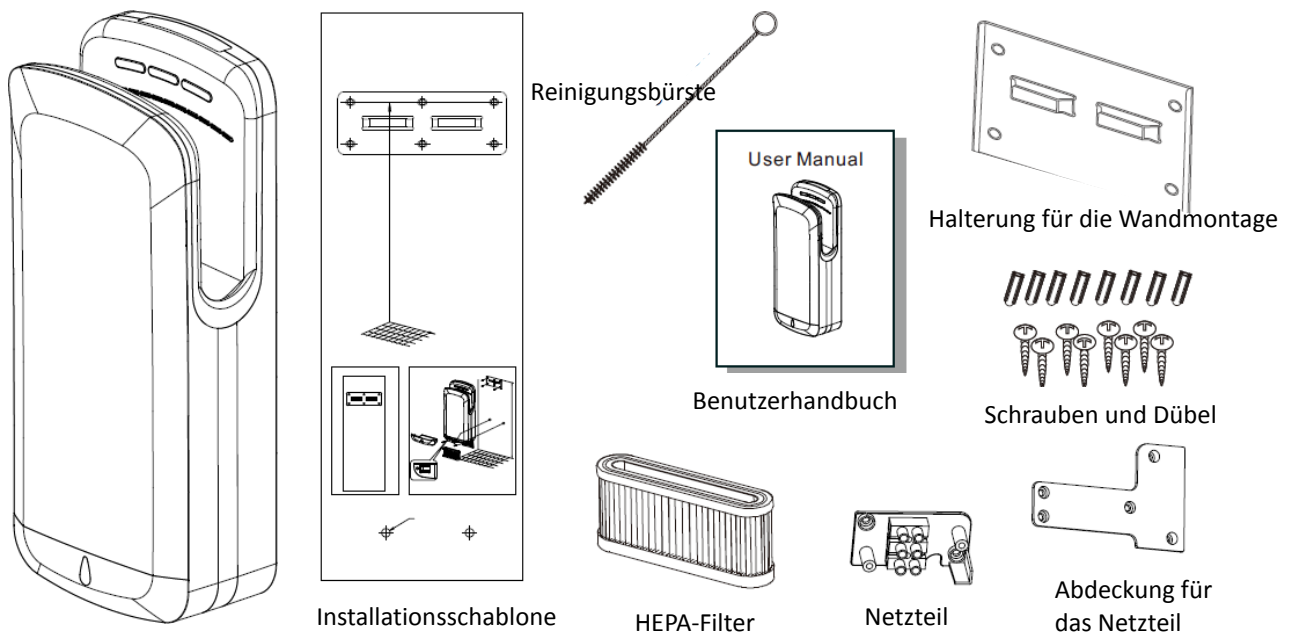 Reinigungsbürste
User Manual
Halterung für die Wandmontage
Benutzerhandbuch
Schrauben und Dübel
Installationsschablone
HEPA-Filter
Netzteil
Abdeckung für
das Netzteil